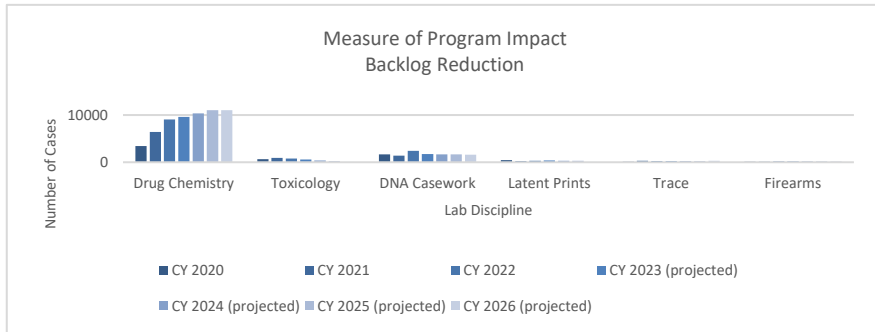 Measure of Program Impact
Backlog Reduction
Number of Cases
10000
0
Drug Chemistry
Toxicology
DNA Casework
Latent Prints
Trace
Firearms
Lab Discipline
CY 2020
CY 2021
CY 2022
CY 2023 (projected)
CY 2024 (projected)
CY 2025 (projected)
CY 2026 (projected)